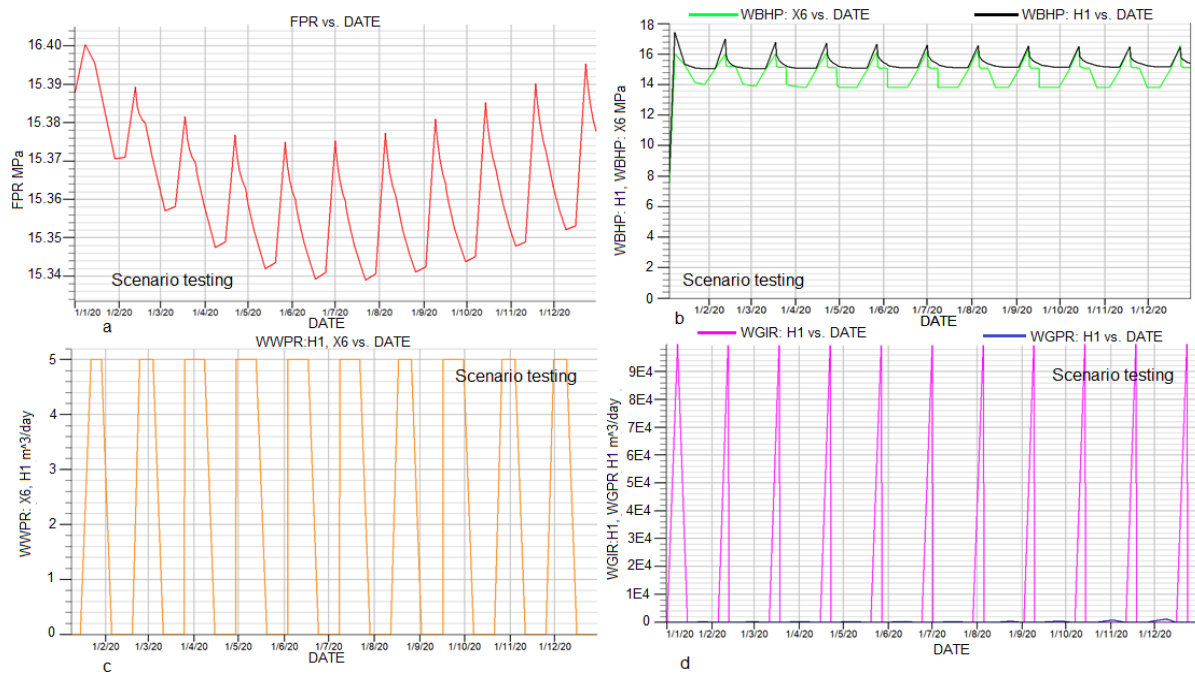 FPR vs. DATE
16.40
15.39
15.38
15.37
15.36
15.35
15.34
FPR MPa
Scenario testing
1/1/20 1/2/20 1/3/20 1/4/20 1/5/20 1/6/20 1/7/20 1/8/20 1/9/20 1/10/20 1/11/20 1/12/20
DATE
a
WBHP: X6 vs. DATE WBHP: H1 vs. DATE
18
16
14
12
10
8
6
4
2
0
WBHP: H1, WBHP: X6 MPa
Scenario testing
1/2/20 1/3/20 1/4/20 1/5/20 1/6/20 1/7/20 1/8/20 1/9/20 1/10/20 1/11/20 1/12/20
DATE
b
WWPR:H1, X6 vs. DATE
5
4
3
2
1
0
WWPR: X6, H1 m^3/day
Scenario testing
1/2/20 1/3/20 1/4/20 1/5/20 1/6/20 1/7/20 1/8/20 1/9/20 1/10/20 1/11/20 1/12/20
DATE
c
WGIR: H1 vs. DATE WGPR: H1 vs. DATE
9E4
8E4
7E4
6E4
5E4
4E4
3E4
2E4
1E4
0
WGIR:H1, WGPR H1 m^3/day
Scenario testing
1/1/20 1/2/20 1/3/20 1/4/20 1/5/20 1/6/20 1/7/20 1/8/20 1/9/20 1/10/20 1/11/20 1/12/20
DATE
d